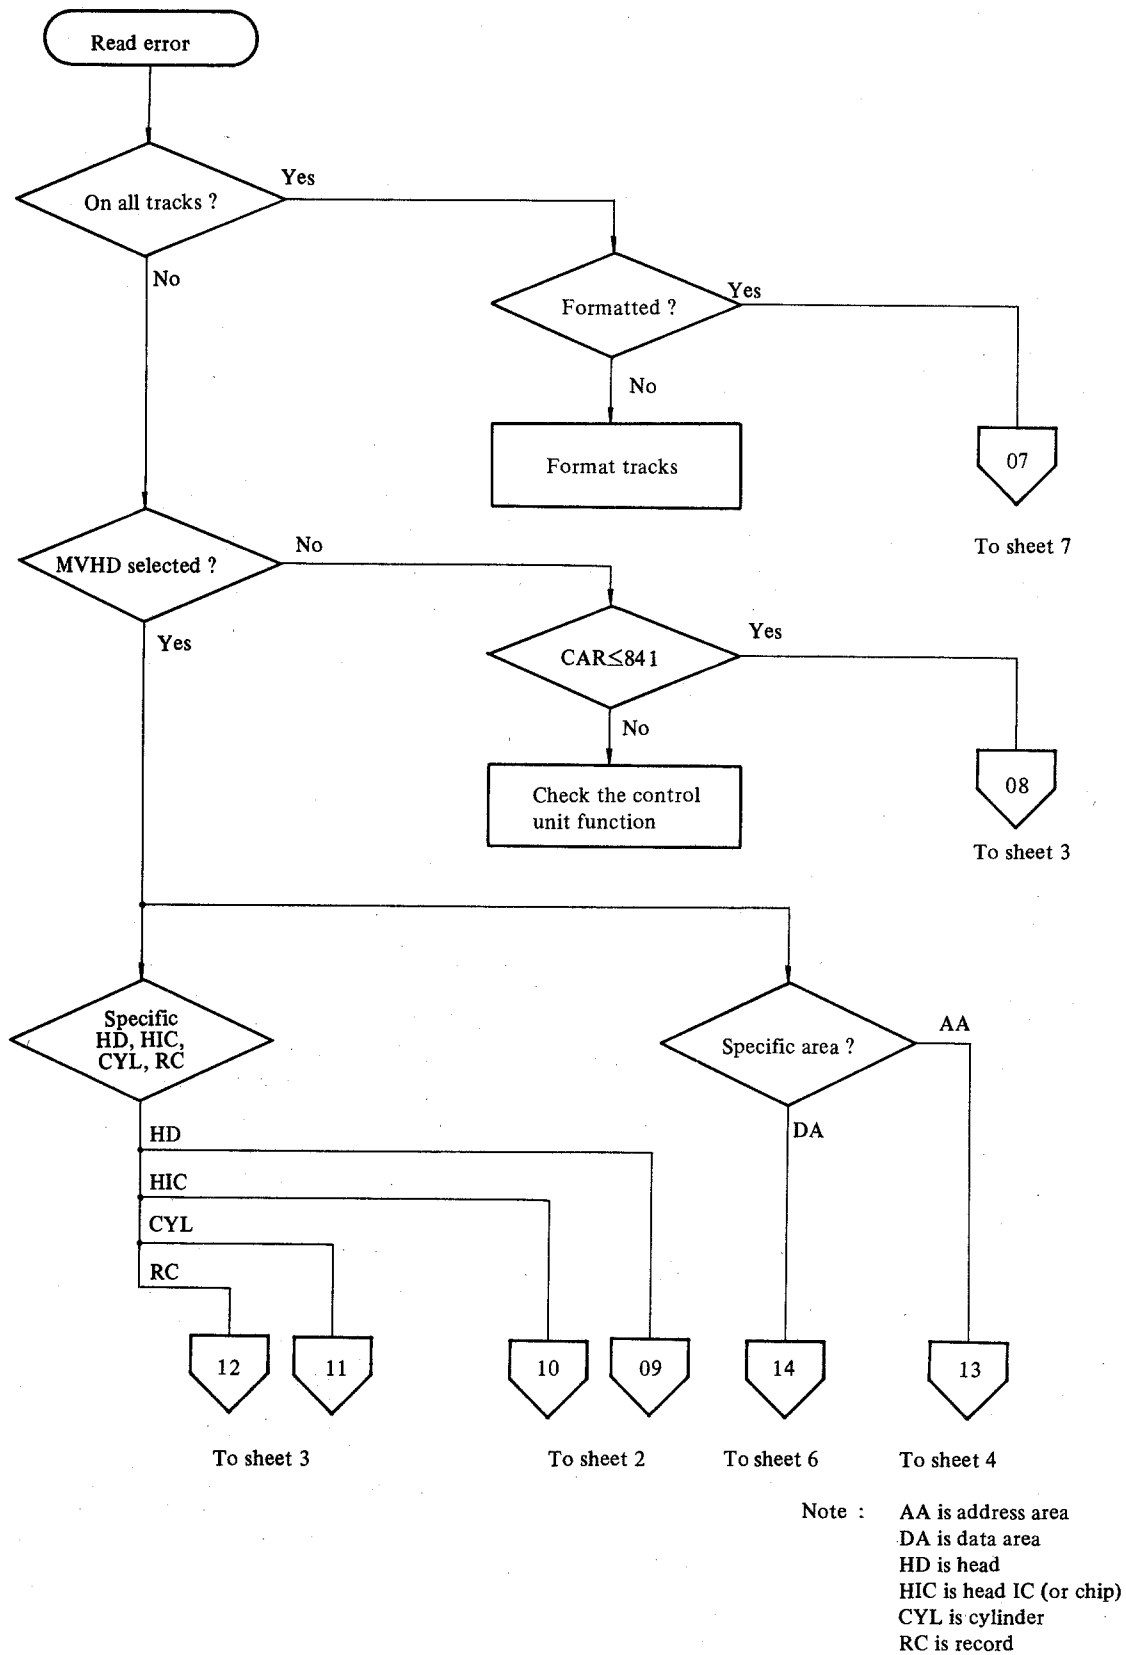 Read error
On all tracks ?
Yes
No
Formatted ?
Yes
No
Format tracks
07
To sheet 7
MVHD selected ?
No
Yes
CAR≤841
Yes
No
Check the control
unit function
08
To sheet 3
Specific
HD, HIC,
CYL, RC
Specific area ?
AA
DA
HD
HIC
CYL
RC
12
11
10
09
14
13
To sheet 3
To sheet 2
To sheet 6
To sheet 4
Note :
AA is address area
DA is data area
HD is head
HIC is head IC (or chip)
CYL is cylinder
RC is record